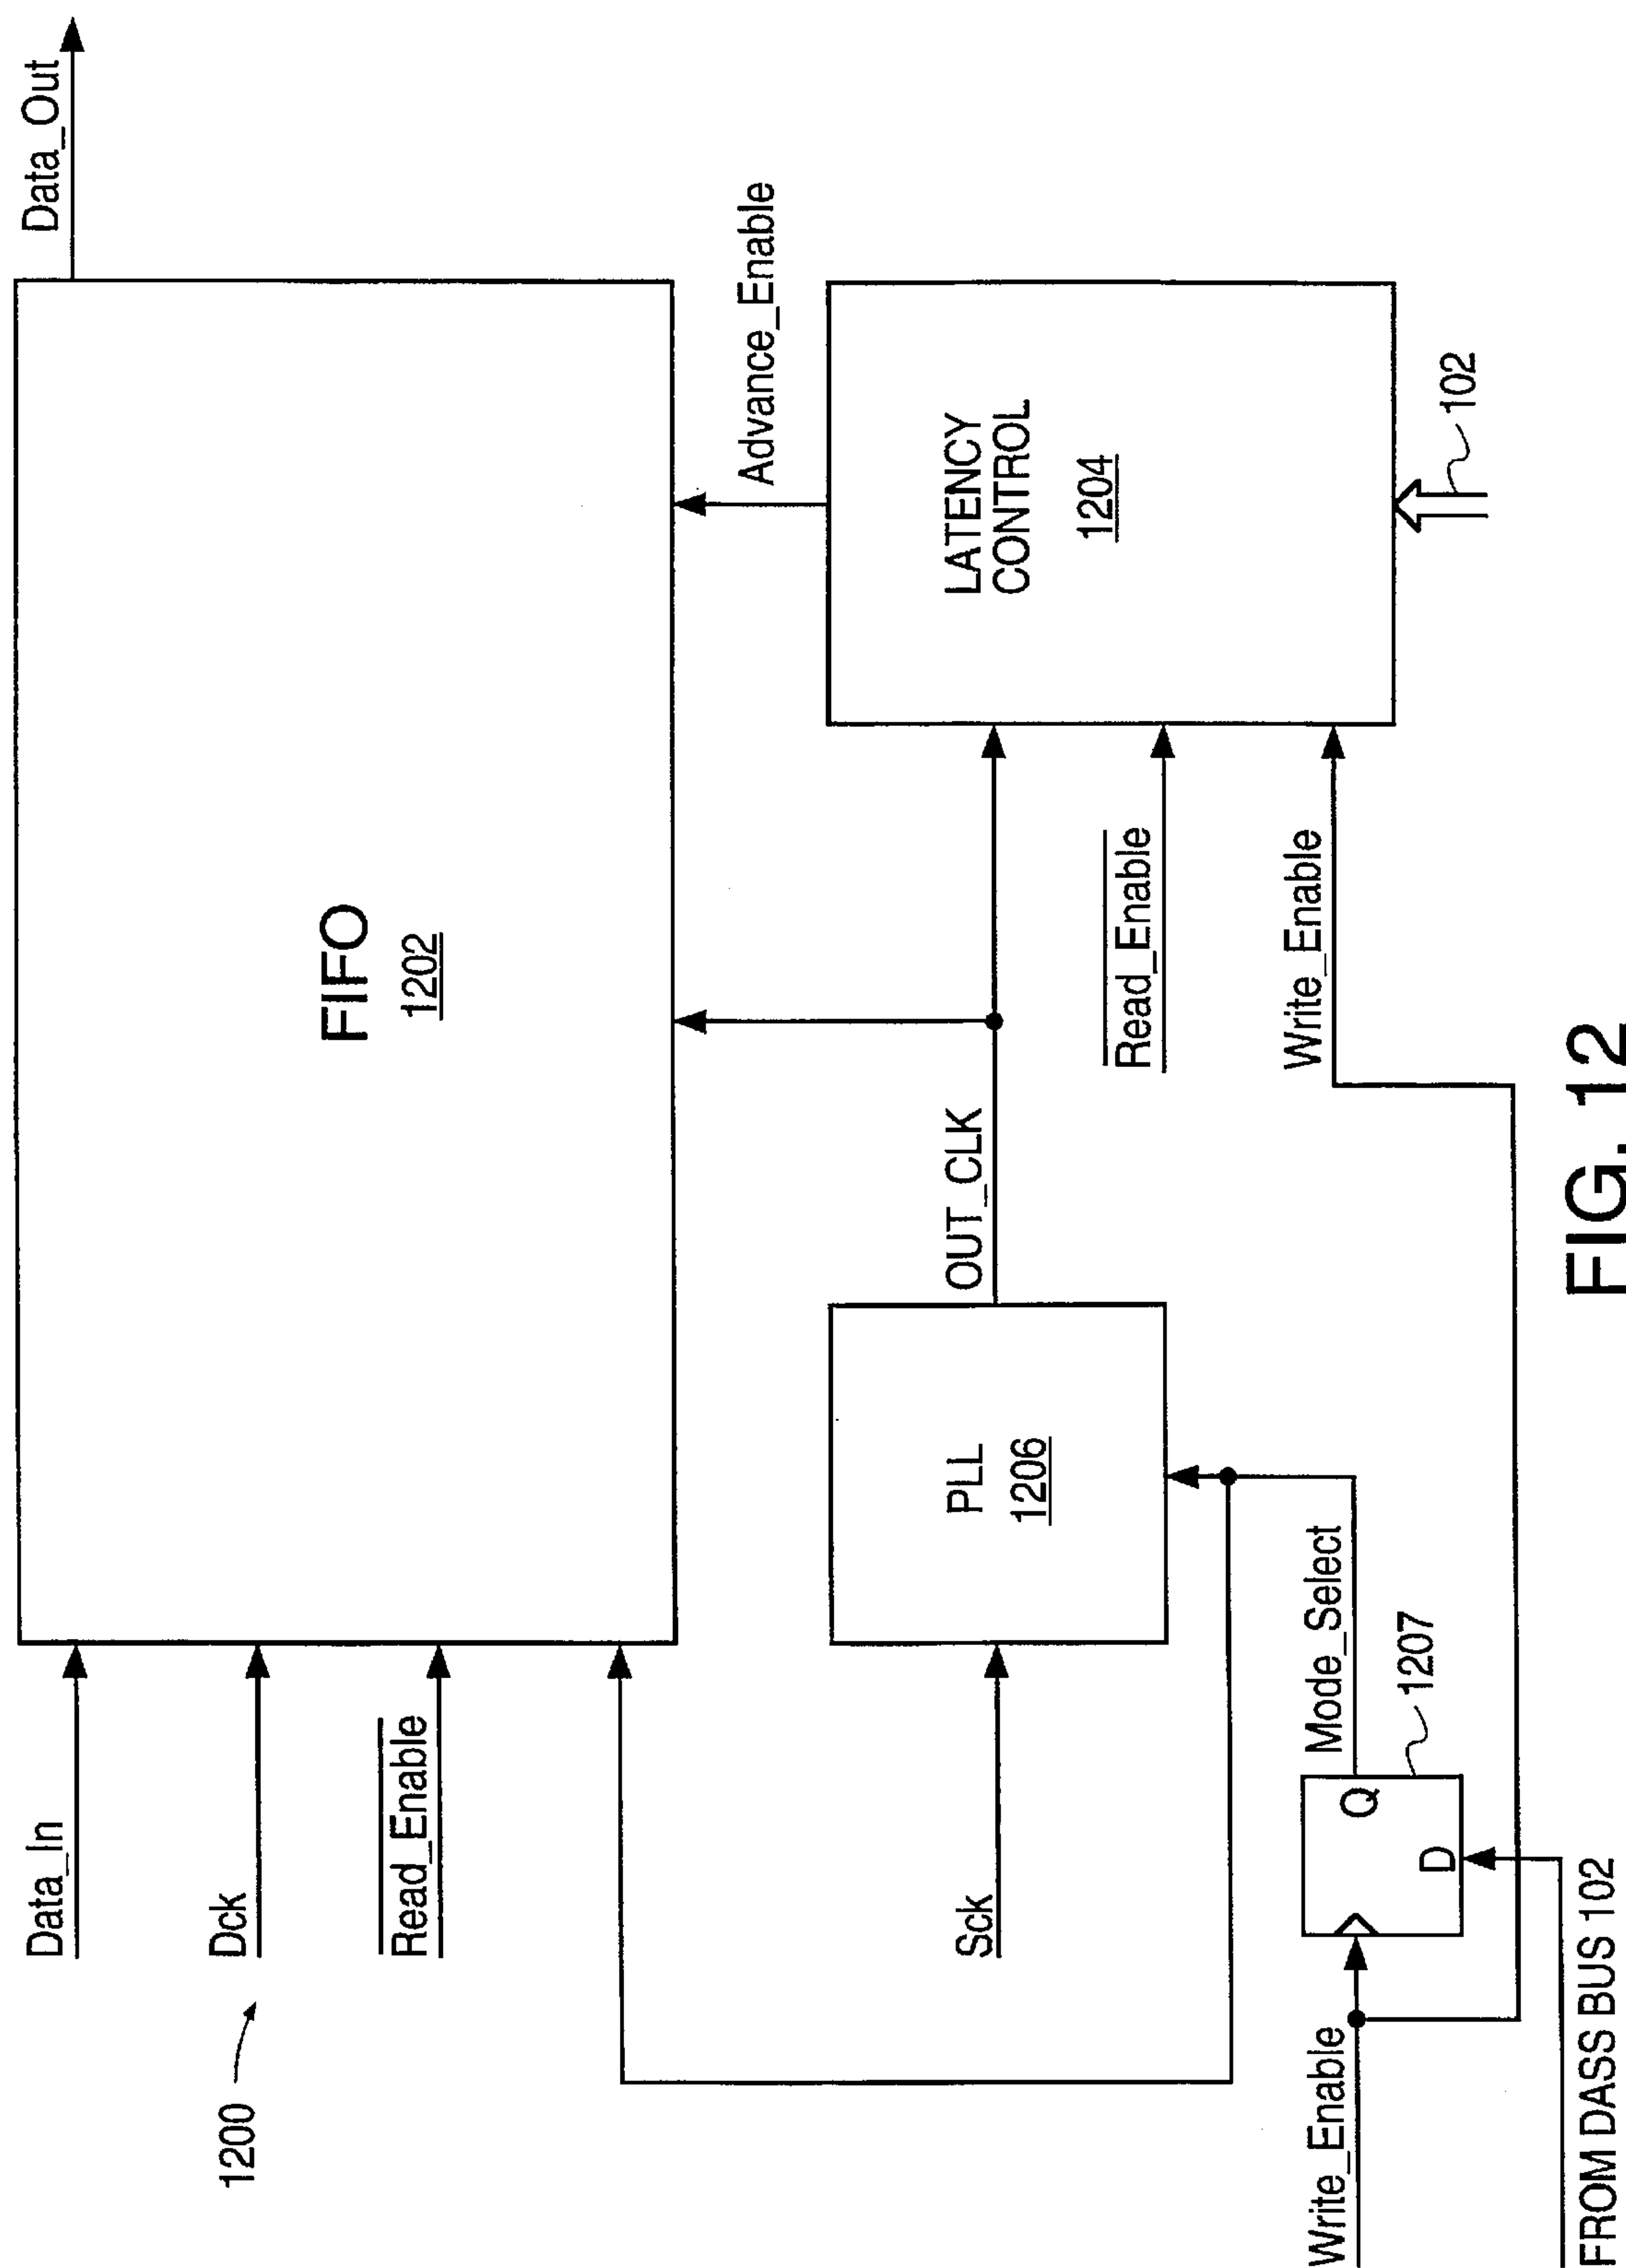 Data_In
Dck
Read_Enable
1200
FIFO
1202
Data_Out
Advance_Enable
Sck
PLL
1206
OUT_CLK
LATENCY
CONTROL
1204
Read_Enable
Write_Enable
102
Write_Enable
D
Q
Mode_Select
1207
FROM DASS BUS 102
FIG. 12